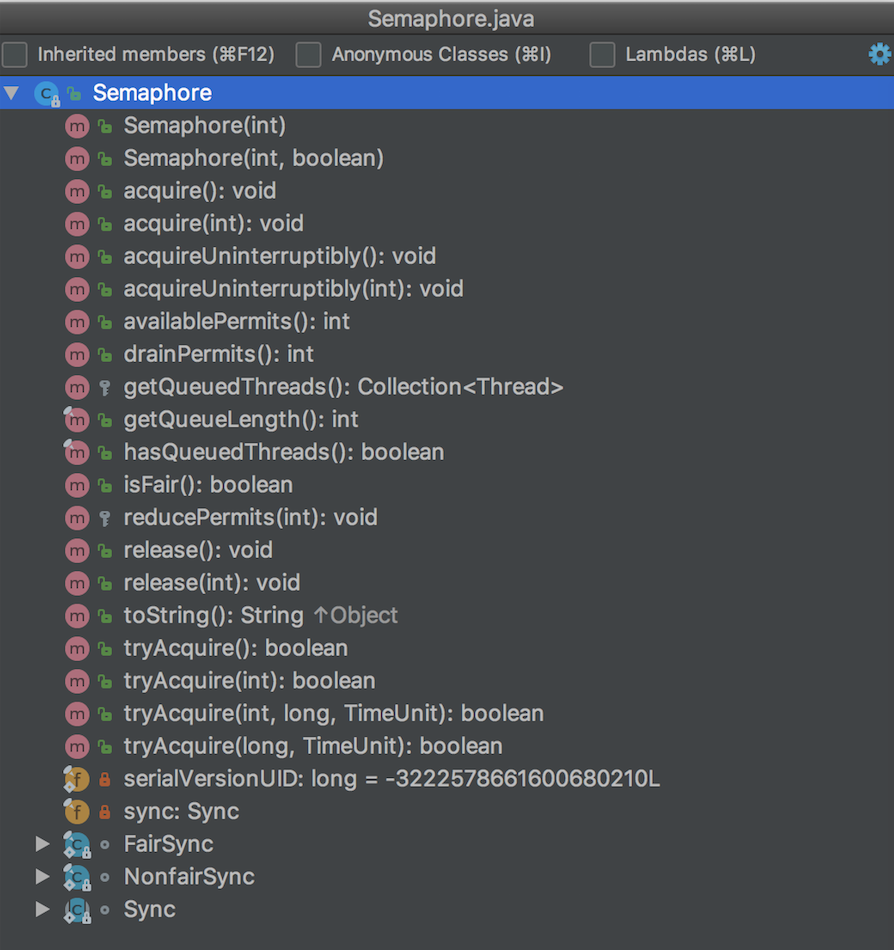 Semaphore.java
Inherited members (⌘F12) Anonymous Classes (⌘I) Lambdas (⌘L)
Semaphore
Semaphore(int)
Semaphore(int, boolean)
acquire(): void
acquire(int): void
acquireUninterruptibly(): void
acquireUninterruptibly(int): void
availablePermits(): int
drainPermits(): int
getQueuedThreads(): Collection<Thread>
getQueueLength(): int
hasQueuedThreads(): boolean
isFair(): boolean
reducePermits(int): void
release(): void
release(int): void
toString(): String ↑Object
tryAcquire(): boolean
tryAcquire(int): boolean
tryAcquire(int, long, TimeUnit): boolean
tryAcquire(long, TimeUnit): boolean
serialVersionUID: long = -3222578661600680210L
sync: Sync
FairSync
NonfairSync
Sync